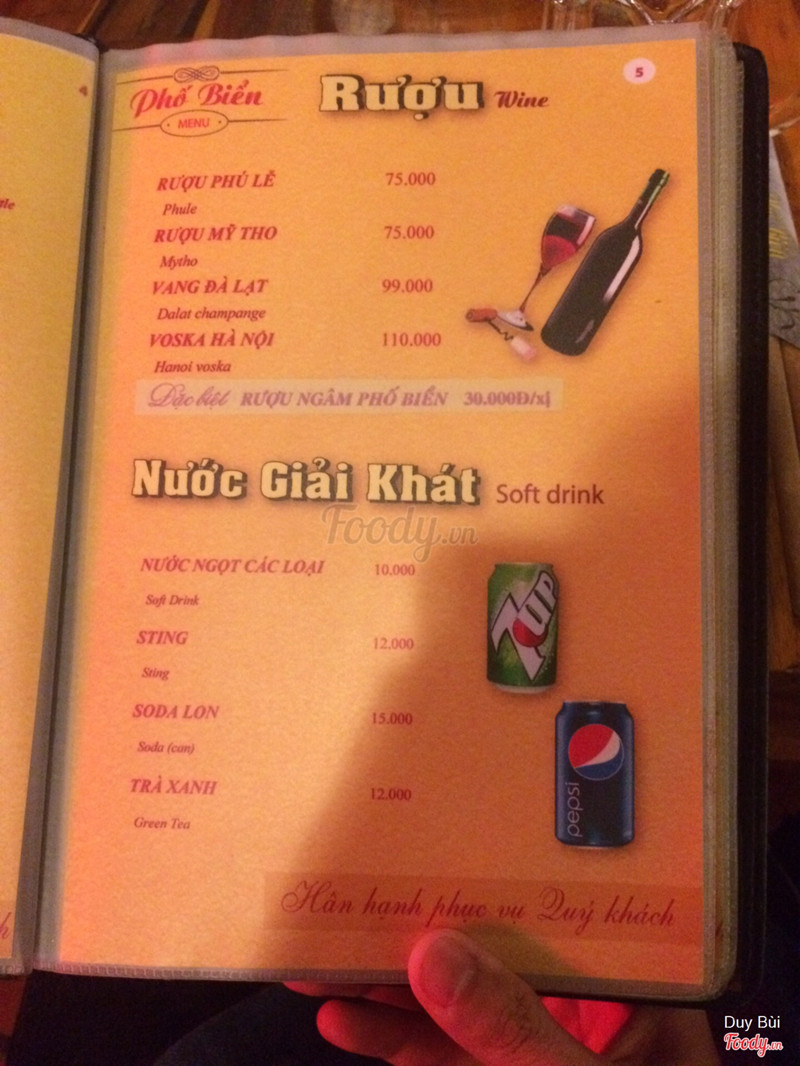 Phố Biển
MENU
Rượu Wine
5
4
RƯỢU PHÚ LỄ 75.000
Phule
RƯỢU MỸ THO 75.000
Mytho
VANG ĐÀ LẠT 99.000
Dalat champange
VOSKA HÀ NỘI 110.000
Hanoi voska
Đặc biệt RƯỢU NGÂM PHỐ BIỂN 30.000Đ/xị
Nước Giải Khát Soft drink
Foody.vn
NƯỚC NGỌT CÁC LOẠI 10.000
Soft Drink
7UP
STING 12.000
Sting
SODA LON 15.000
Soda (can)
pepsi
TRÀ XANH 12.000
Green Tea
Hân hạnh phục vụ Quý khách
Duy Bùi
Foody.vn